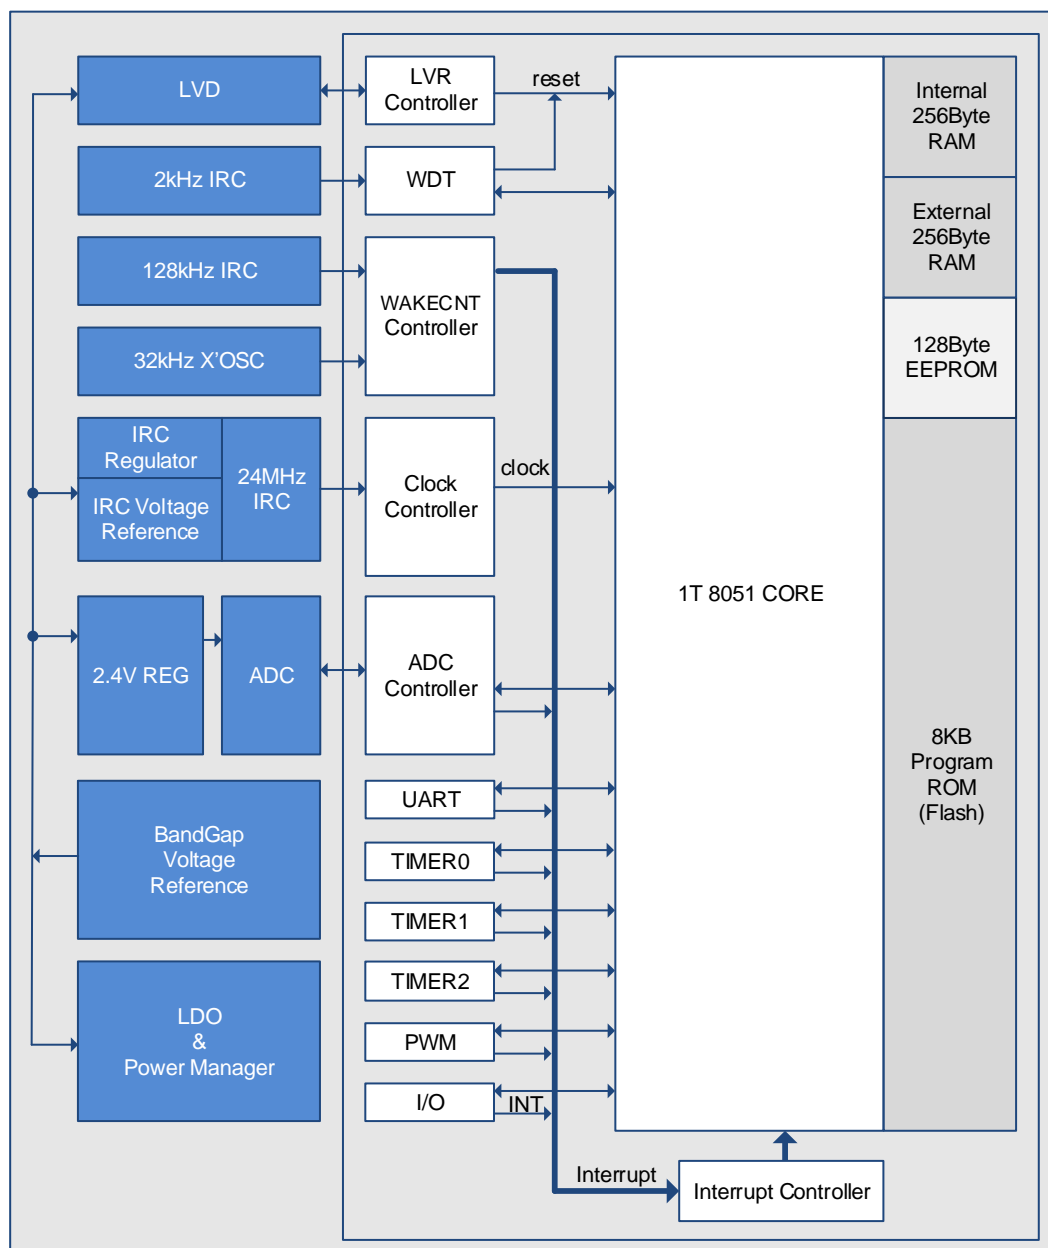 LVD
LVR
Controller
reset
Internal
256Byte
RAM
2kHz IRC
WDT
External
256Byte
RAM
128kHz IRC
WAKECNT
Controller
32kHz X'OSC
128Byte
EEPROM
IRC
Regulator
IRC Voltage
Reference
24MHz
IRC
Clock
Controller
clock
1T 8051 CORE
2.4V REG
ADC
ADC
Controller
8KB
Program
ROM
(Flash)
UART
BandGap
Voltage
Reference
TIMER0
TIMER1
TIMER2
LDO
&
Power Manager
PWM
I/O
INT
Interrupt
Interrupt Controller